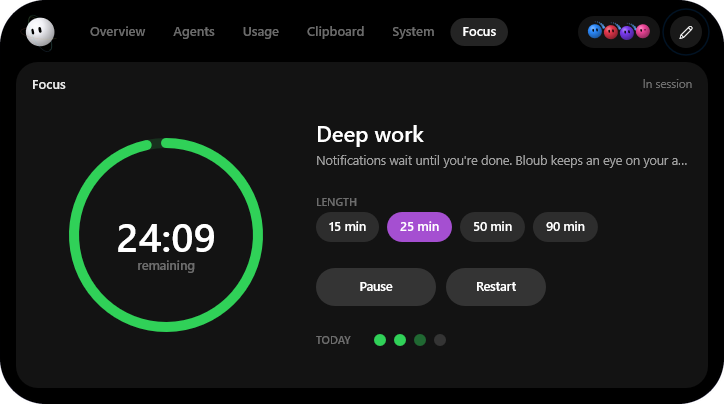 Overview Agents Usage Clipboard System Focus
Focus In session
Deep work
Notifications wait until you're done. Bloub keeps an eye on your a...
LENGTH
15 min 25 min 50 min 90 min
24:09
remaining
Pause Restart
TODAY